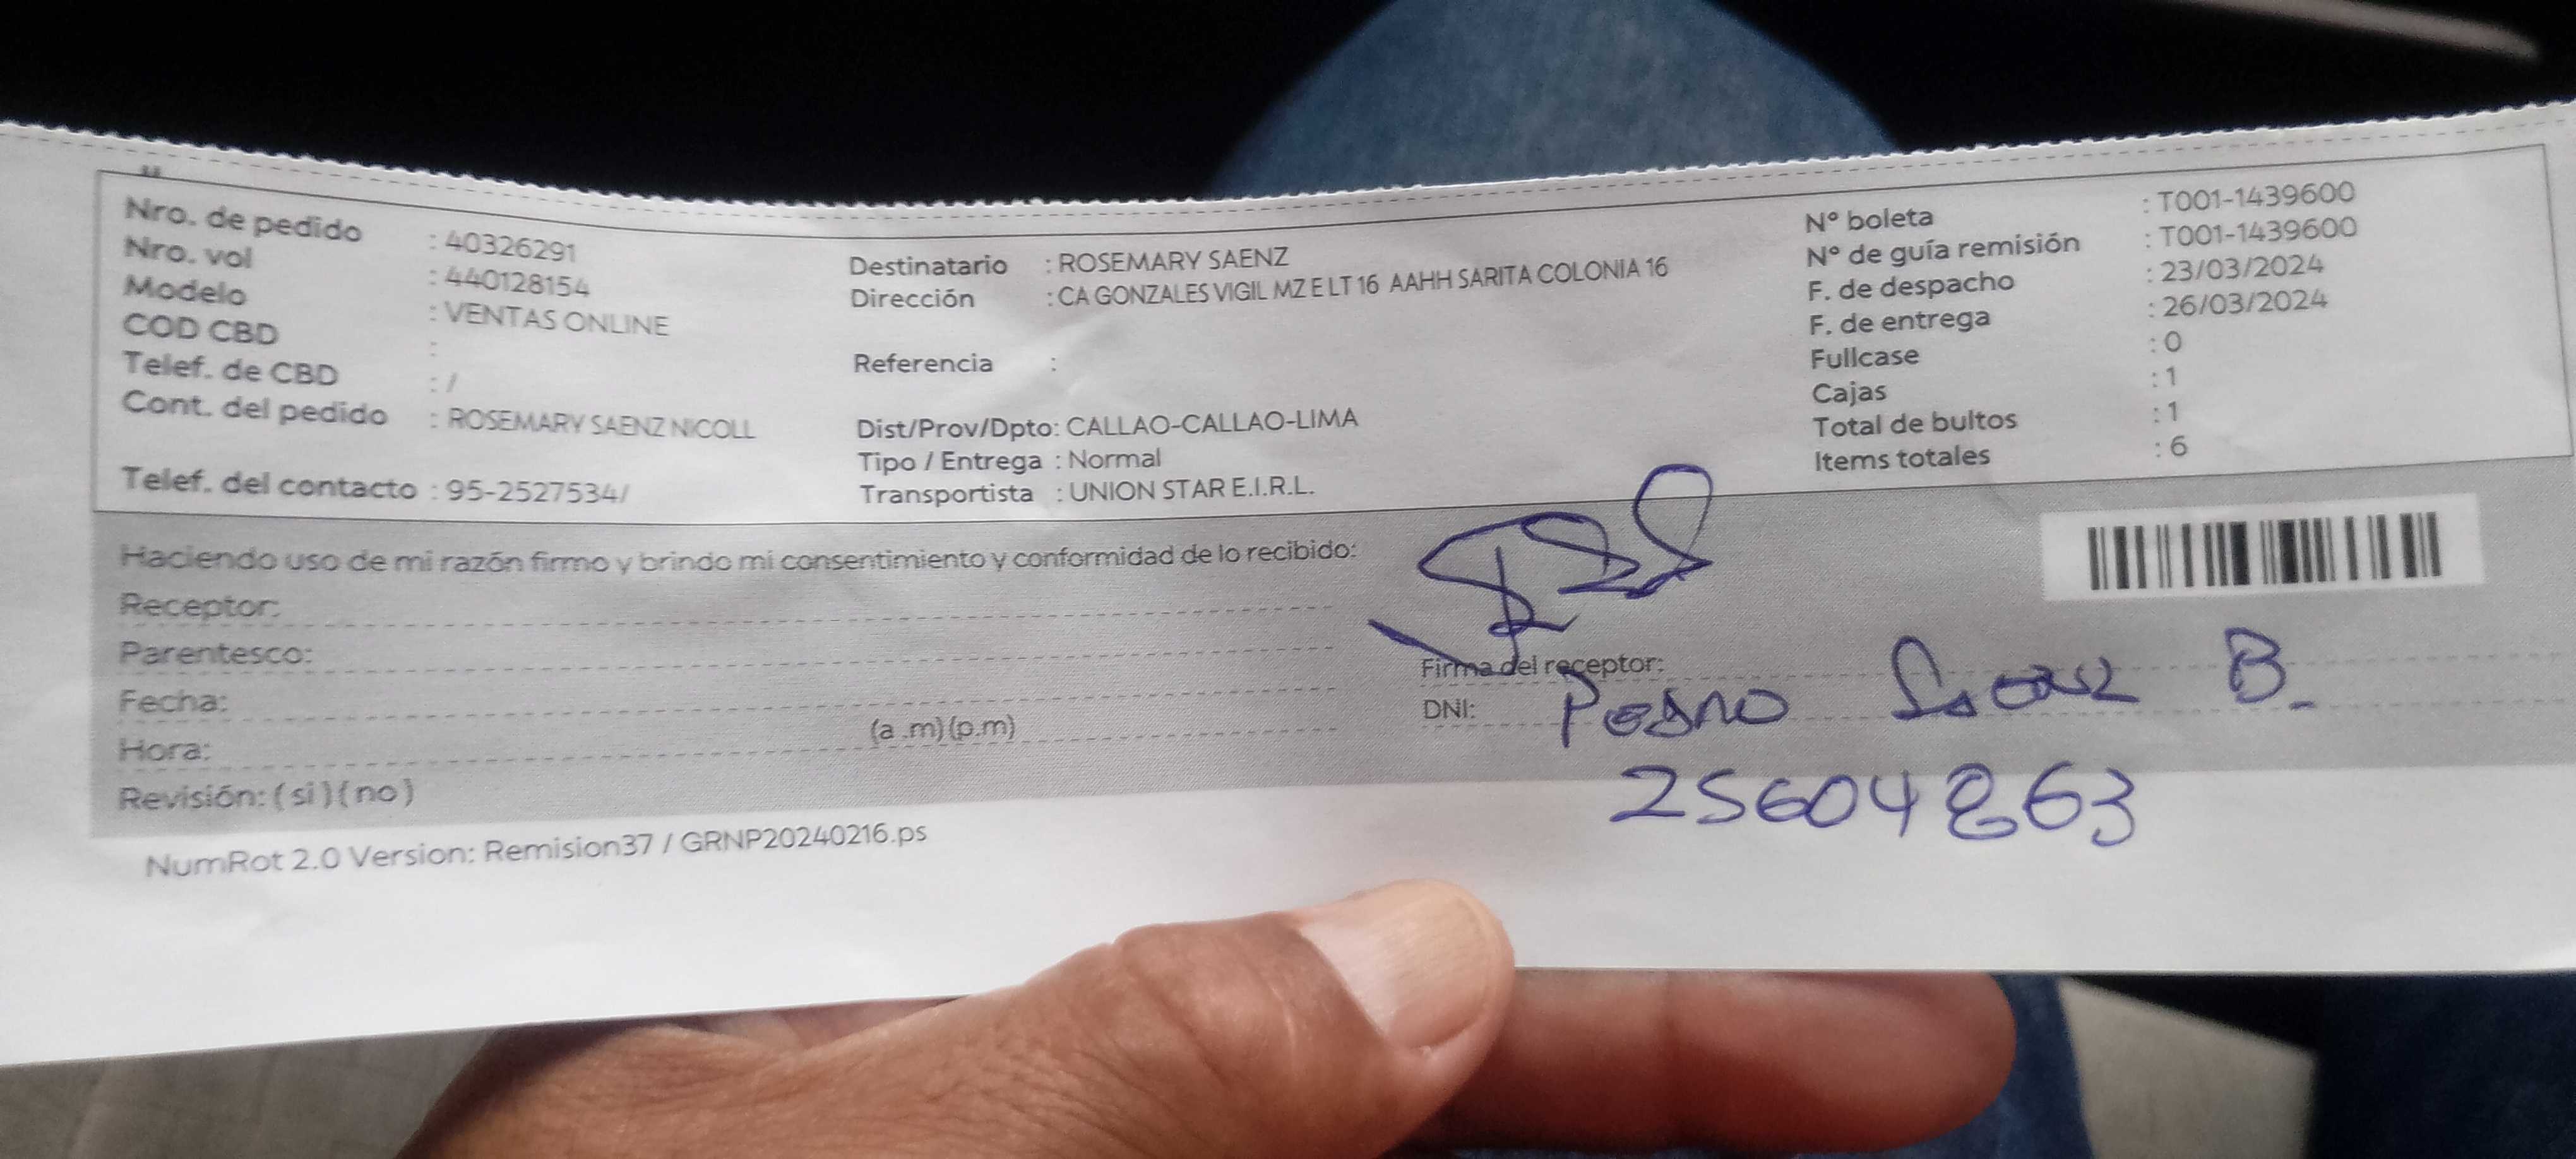 Nro. de pedido : 40326291
Nro. vol : 440128154
Modelo : VENTAS ONLINE
COD CBD :
Telef. de CBD : /
Cont. del pedido : ROSEMARY SAENZ NICOLL
Telef. del contacto : 95-2527534/
Destinatario : ROSEMARY SAENZ
Dirección : CA GONZALES VIGIL MZ E LT 16 AAHH SARITA COLONIA 16
Referencia :
Dist/Prov/Dpto: CALLAO-CALLAO-LIMA
Tipo / Entrega : Normal
Transportista : UNION STAR E.I.R.L.
N° boleta : T001-1439600
N° de guía remisión : T001-1439600
F. de despacho : 23/03/2024
F. de entrega : 26/03/2024
Fullcase : 0
Cajas : 1
Total de bultos : 1
Items totales : 6
Haciendo uso de mi razón firmo y brindo mi consentimiento y conformidad de lo recibido:
Receptor:
Parentesco:
Fecha:
Hora: (a .m)(p.m)
Revisión: ( si )( no )
Firma del receptor:
DNI: Pedro Saenz B.
25604863
NumRot 2.0 Version: Remision37 / GRNP20240216.ps